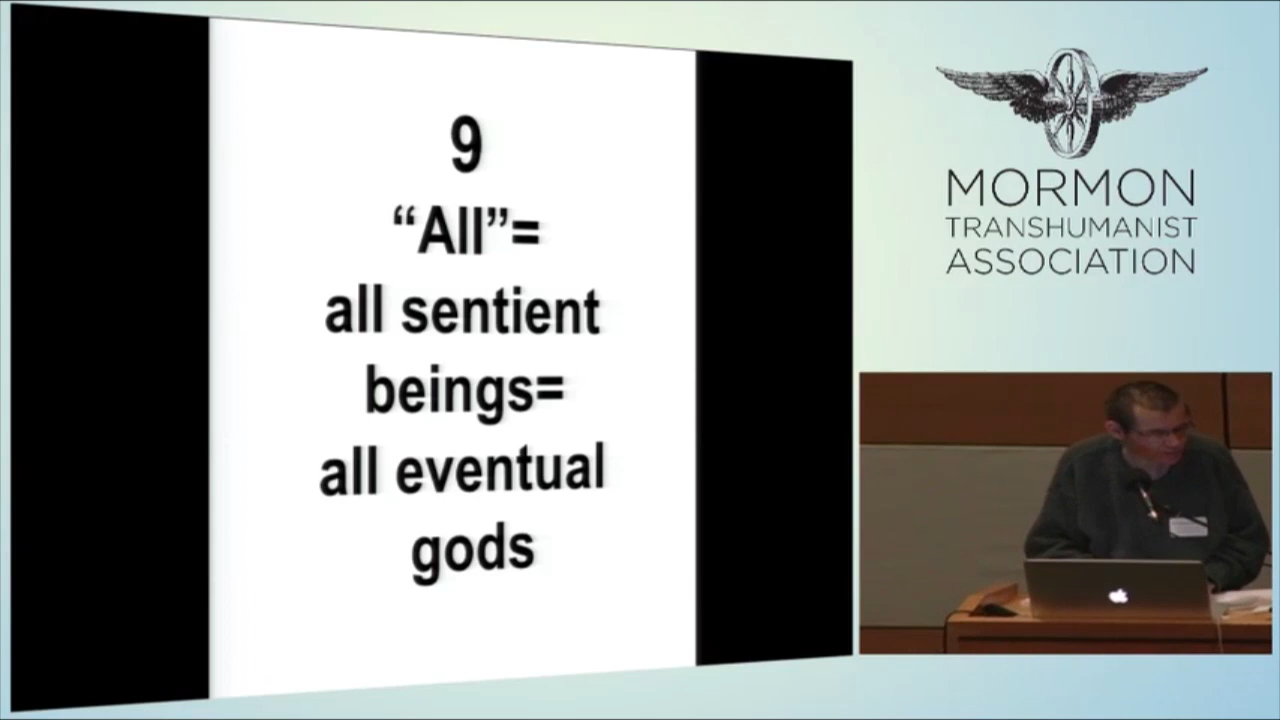 9
“All”=
all sentient
beings=
all eventual
gods
MORMON
TRANSHUMANIST
ASSOCIATION